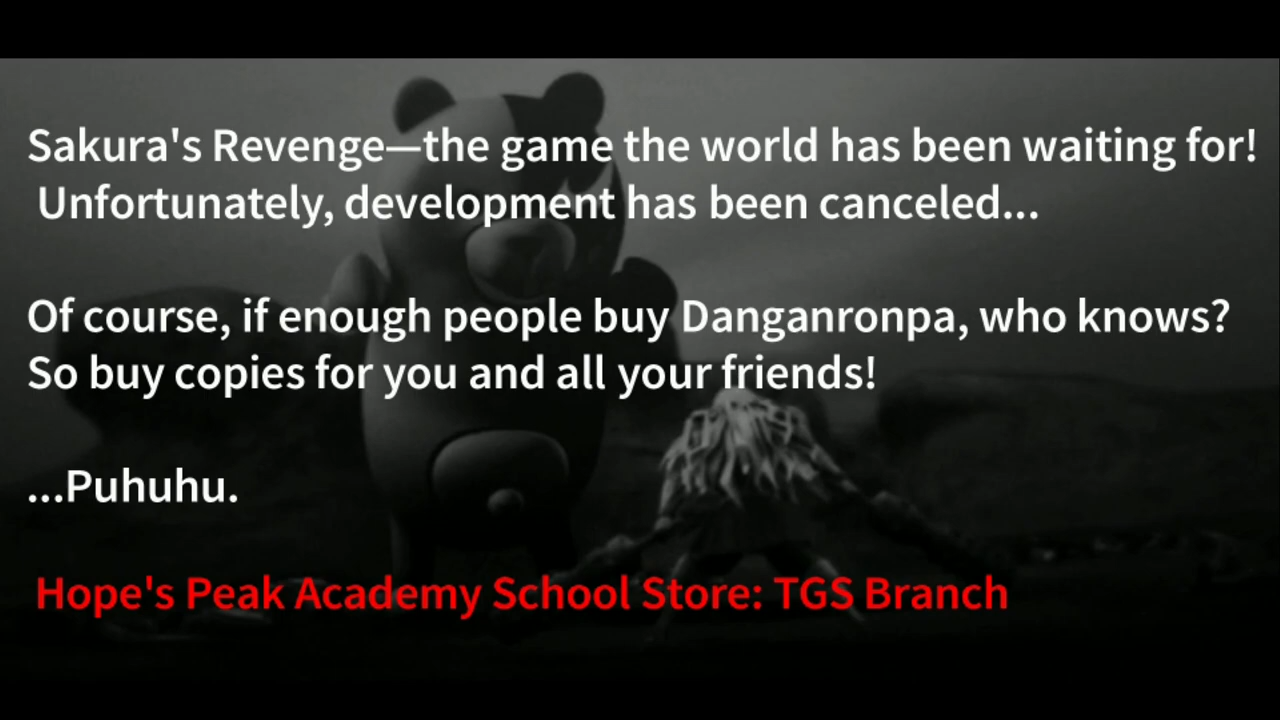 Sakura's Revenge—the game the world has been waiting for!
Unfortunately, development has been canceled...
Of course, if enough people buy Danganronpa, who knows?
So buy copies for you and all your friends!
...Puhuhu.
Hope's Peak Academy School Store: TGS Branch